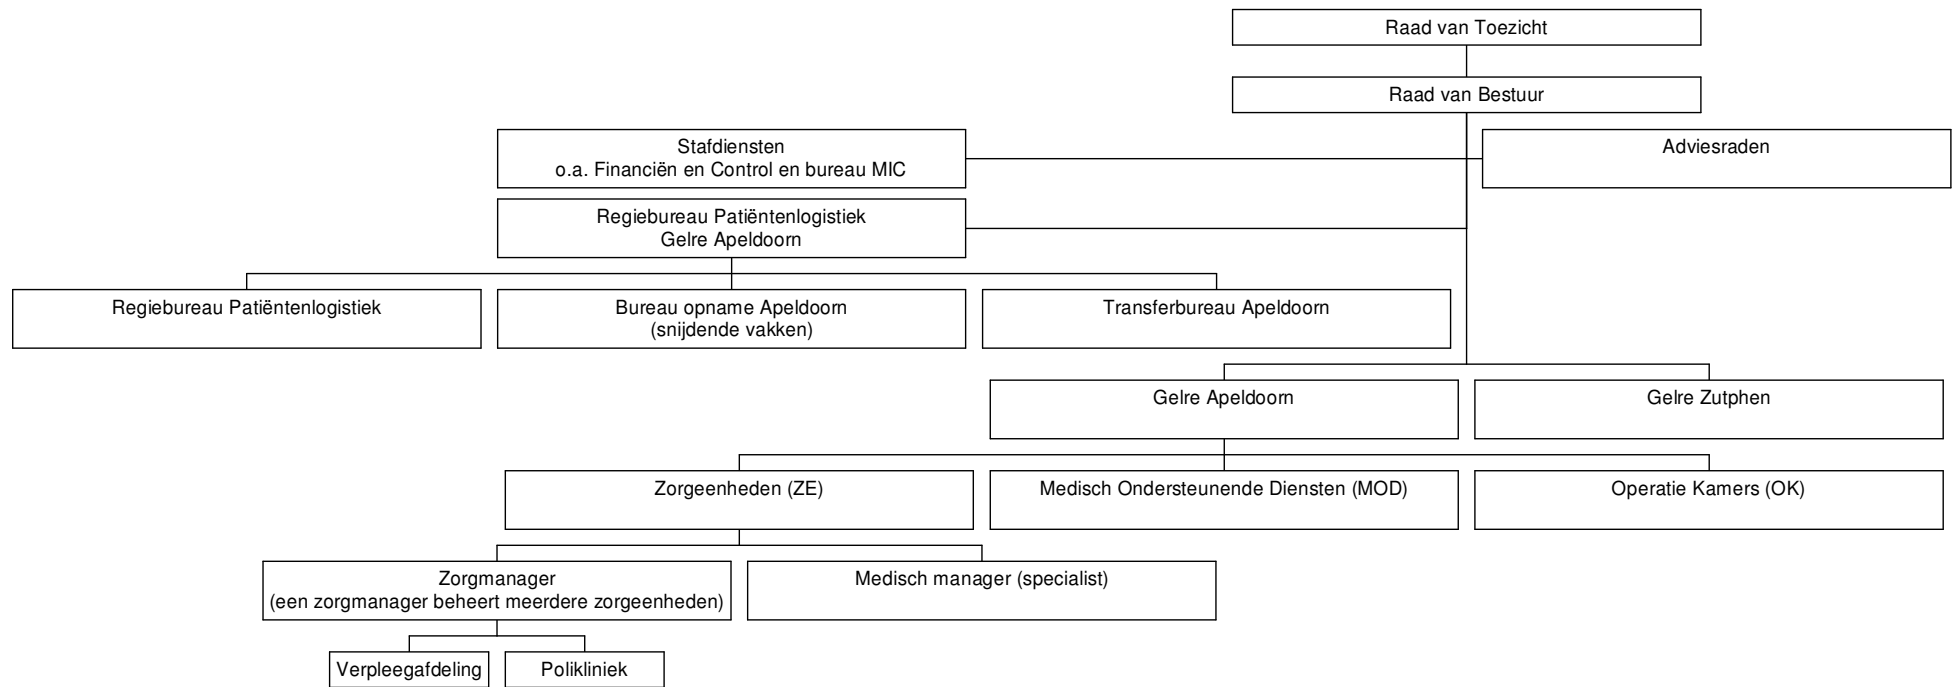 Raad van Toezicht
Raad van Bestuur
Stafdiensten
o.a. Financiën en Control en bureau MIC
Adviesraden
Regiebureau Patiëntenlogistiek
Gelre Apeldoorn
Regiebureau Patiëntenlogistiek
Bureau opname Apeldoorn
(snijdende vakken)
Transferbureau Apeldoorn
Gelre Apeldoorn
Gelre Zutphen
Zorgeenheden (ZE)
Medisch Ondersteunende Diensten (MOD)
Operatie Kamers (OK)
Zorgmanager
(een zorgmanager beheert meerdere zorgeenheden)
Medisch manager (specialist)
Verpleegafdeling
Polikliniek